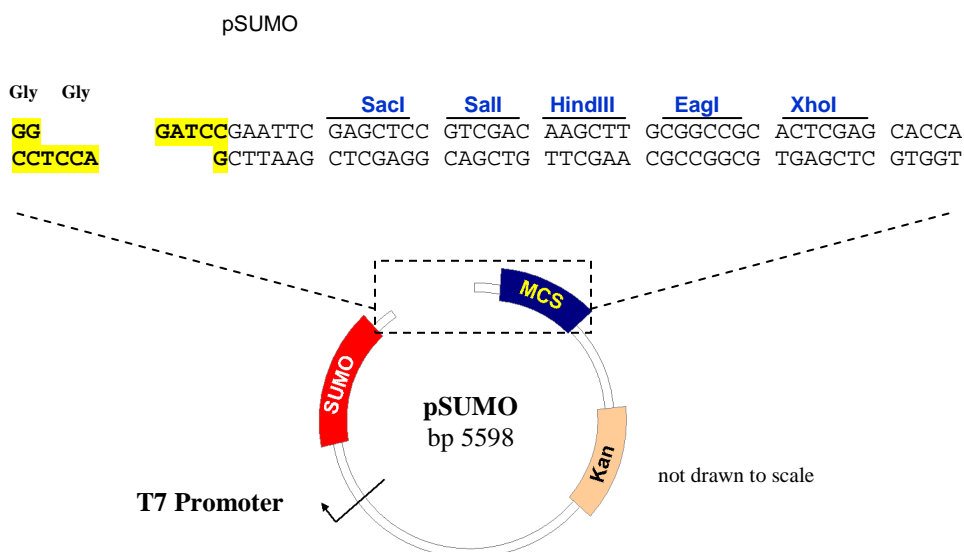 pSUMO
Gly Gly
SacI SalI HindIII EagI XhoI
GG GATCCGAATTC GAGCTCC GTCGAC AAGCTT GCGGCCGC ACTCGAG CACCA
CCTCCA GCTTAAG CTCGAGG CAGCTG TTCGAA CGCCGGCG TGAGCTC GTGGT
MCS
SUMO
pSUMO
bp 5598
Kan
not drawn to scale
T7 Promoter